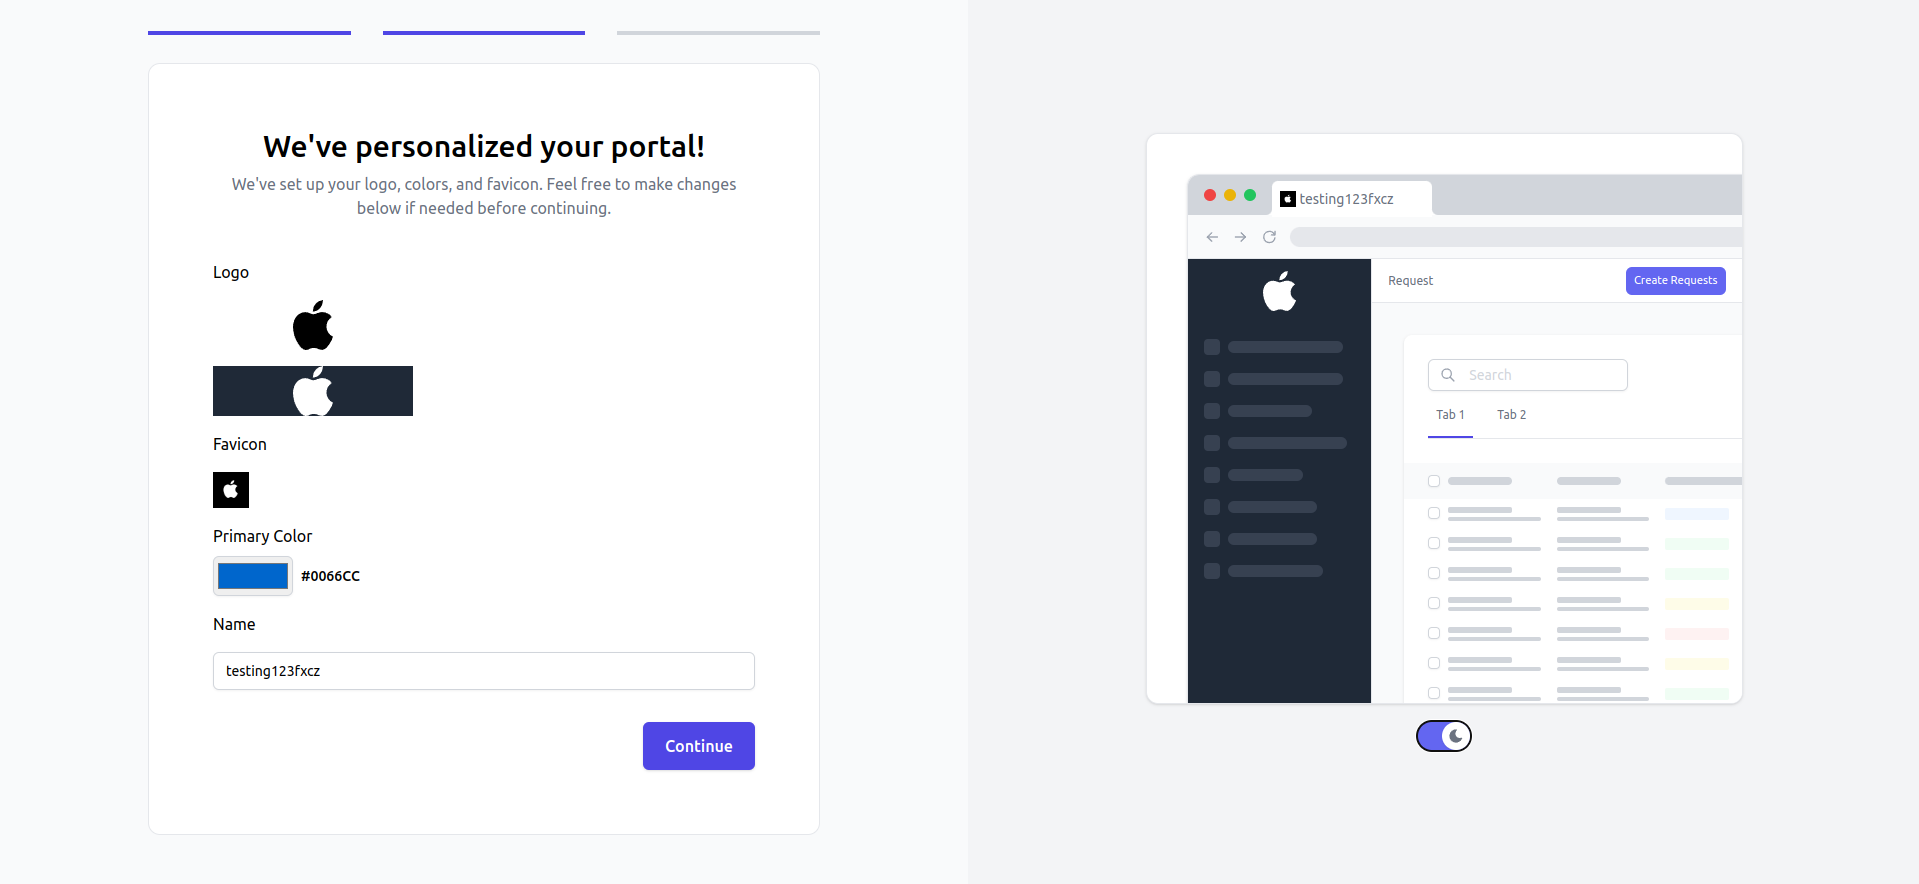 We've personalized your portal!
We've set up your logo, colors, and favicon. Feel free to make changes
below if needed before continuing.
Logo
Favicon
Primary Color
#0066CC
Name
testing123fxcz
Continue
testing123fxcz
Request
Create Requests
Search
Tab 1
Tab 2